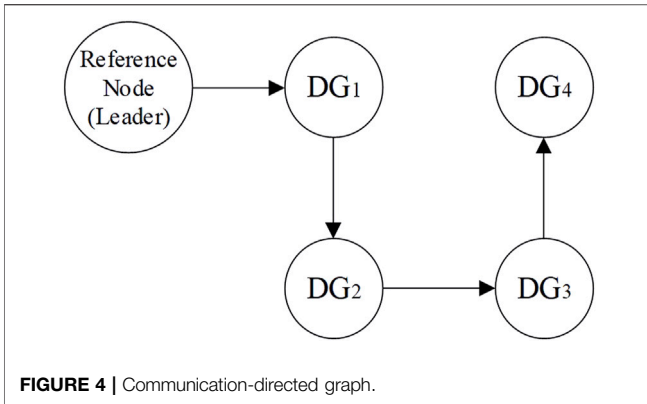 Reference
Node
(Leader)
DG1
DG4
DG2
DG3
FIGURE 4 | Communication-directed graph.